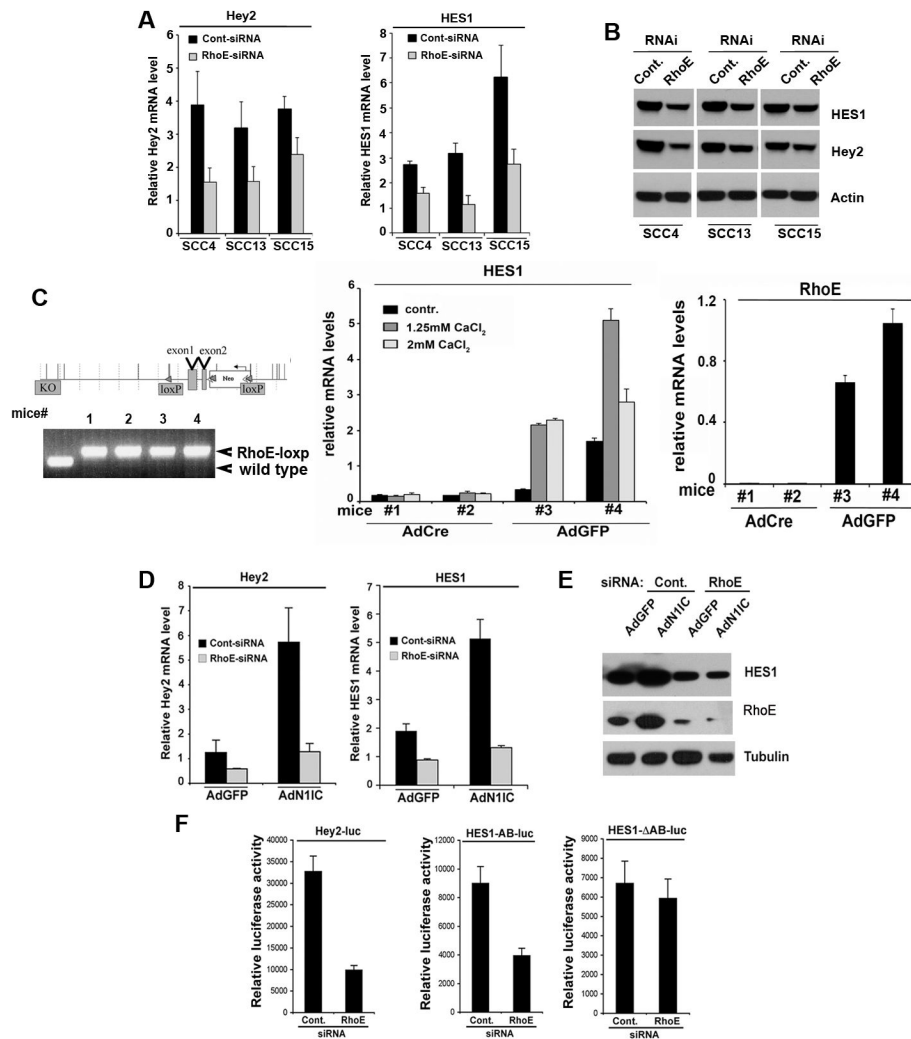 A
Hey2
Relative Hey2 mRNA level
5
4
3
2
1
0
Cont-siRNA
RhoE-siRNA
SCC4 SCC13 SCC15
HES1
Relative HES1 mRNA level
8
7
6
5
4
3
2
1
0
Cont-siRNA
RhoE-siRNA
SCC4 SCC13 SCC15
B
RNAi RNAi RNAi
Cont. RhoE Cont. RhoE Cont. RhoE
HES1
Hey2
Actin
SCC4 SCC13 SCC15
C
exon1 exon2
KO loxP Neo loxP
mice#
1 2 3 4
RhoE-loxp
wild type
HES1
relative mRNA levels
6
5
4
3
2
1
0
contr.
1.25mM CaCl2
2mM CaCl2
mice #1 #2 #3 #4
AdCre AdGFP
RhoE
relative mRNA levels
1.2
0.9
0.6
0.3
0
mice #1 #2 #3 #4
AdCre AdGFP
D
Hey2
Relative Hey2 mRNA level
8
7
6
5
4
3
2
1
0
Cont-siRNA
RhoE-siRNA
AdGFP AdN1IC
HES1
Relative HES1 mRNA level
7
6
5
4
3
2
1
0
Cont-siRNA
RhoE-siRNA
AdGFP AdN1IC
E
siRNA: Cont. RhoE
AdGFP AdN1IC AdGFP AdN1IC
HES1
RhoE
Tubulin
F
Hey2-luc
Relative luciferase activity
40000
35000
30000
25000
20000
15000
10000
5000
0
Cont. RhoE
siRNA
HES1-AB-luc
Relative luciferase activity
12000
10000
8000
6000
4000
2000
0
Cont. RhoE
siRNA
HES1-ΔAB-luc
Relative luciferase activity
9000
8000
7000
6000
5000
4000
3000
2000
1000
0
Cont. RhoE
siRNA